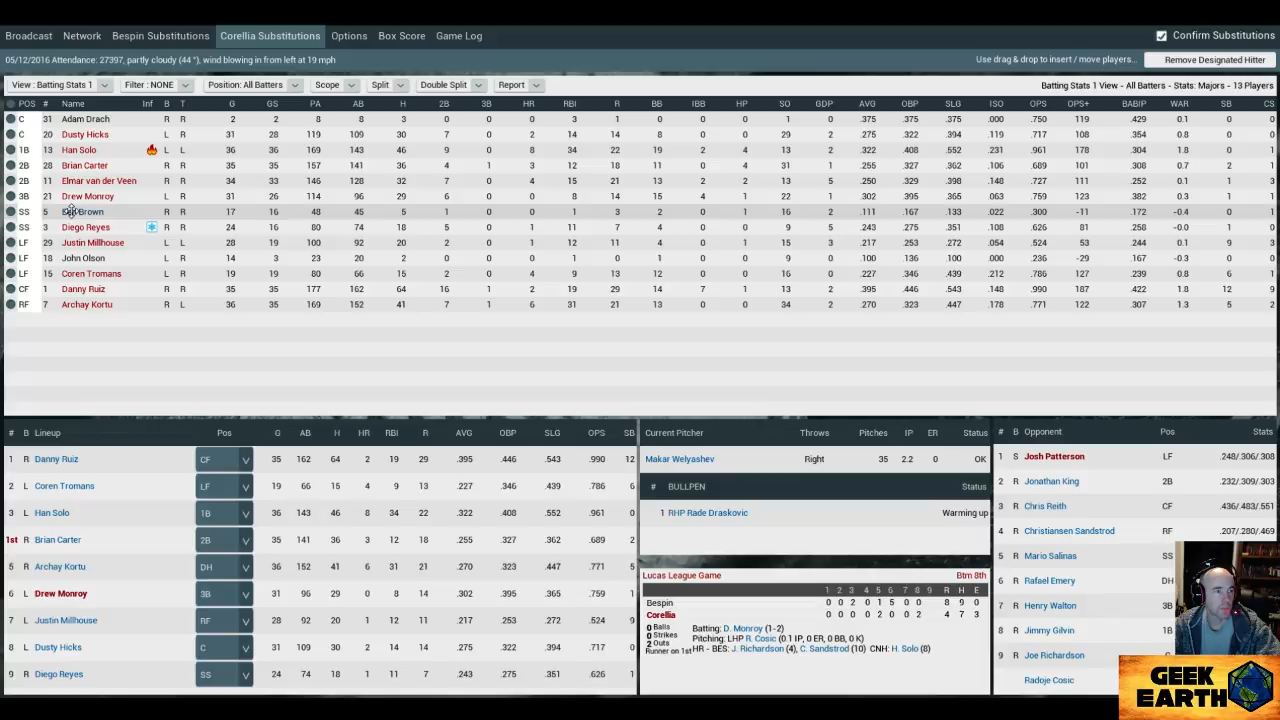 Broadcast Network Bespin Substitutions Corellia Substitutions Options Box Score Game Log Confirm Substitutions
05/12/2016 Attendance: 27397, partly cloudy (44 °), wind blowing in from left at 19 mph Use drag & drop to insert / move players... Remove Designated Hitter
View : Batting Stats 1 Filter : NONE Position: All Batters Scope Split Double Split Report Batting Stats 1 View - All Batters - Stats: Majors - 13 Players
POS # Name Inf B T G GS PA AB H 2B 3B HR RBI R BB IBB HP SO GDP AVG OBP SLG ISO OPS OPS+ BABIP WAR SB CS
C 31 Adam Drach R R 2 2 8 8 3 0 0 0 3 1 0 0 0 1 0 .375 .375 .375 .000 .750 119 .429 0.1 0 0
C 20 Dusty Hicks L R 31 28 119 109 30 7 0 2 14 14 8 0 0 29 2 .275 .322 .394 .119 .717 108 .354 0.8 0 0
1B 13 Han Solo L L 36 36 169 143 46 9 0 8 34 22 19 2 4 13 2 .322 .408 .552 .231 .961 178 .304 1.8 0 0
2B 28 Brian Carter R R 35 35 157 141 36 4 1 3 12 18 11 0 4 31 1 .255 .327 .362 .106 .689 101 .308 0.7 2 1
2B 11 Elmar van der Veen R R 34 33 146 128 32 7 0 4 15 21 13 2 2 13 5 .250 .329 .398 .148 .727 111 .252 0.1 1 3
3B 21 Drew Monroy L R 31 26 114 96 29 6 0 0 8 14 15 4 1 13 2 .302 .395 .365 .063 .759 123 .382 0.3 0 1
SS 5 Brown R R 17 16 48 45 5 1 0 0 1 3 2 0 1 16 2 .111 .167 .133 .022 .300 -11 .172 -0.4 0 1
SS 3 Diego Reyes R R 24 16 80 74 18 5 0 1 11 7 4 0 0 5 2 .243 .275 .351 .108 .626 81 .258 -0.0 1 0
LF 29 Justin Millhouse L L 28 19 100 92 20 2 0 1 12 11 4 0 2 15 3 .217 .253 .272 .054 .524 53 .244 0.1 9 3
LF 18 John Olson L R 14 3 23 20 2 0 0 0 1 0 1 0 1 9 0 .100 .136 .100 .000 .236 -29 .167 -0.3 0 0
LF 15 Coren Tromans L R 19 19 80 66 15 2 0 4 9 13 12 0 0 16 0 .227 .346 .439 .212 .786 127 .239 0.8 6 1
CF 1 Danny Ruiz R R 35 35 177 162 64 16 1 2 19 29 14 7 1 13 2 .395 .446 .543 .148 .990 187 .422 1.8 12 9
RF 7 Archay Kortu R L 36 35 169 152 41 7 1 6 31 21 13 0 0 34 2 .270 .323 .447 .178 .771 122 .307 1.3 5 2
# B Lineup Pos G AB H HR RBI R AVG OBP SLG OPS SB
1 R Danny Ruiz CF 35 162 64 2 19 29 .395 .446 .543 .990 12
2 L Coren Tromans LF 19 66 15 4 9 13 .227 .346 .439 .786 6
3 L Han Solo 1B 36 143 46 8 34 22 .322 .408 .552 .961 0
1st R Brian Carter 2B 35 141 36 3 12 18 .255 .327 .362 .689 2
5 R Archay Kortu DH 36 152 41 6 31 21 .270 .323 .447 .771 5
6 L Drew Monroy 3B 31 96 29 0 8 14 .302 .395 .365 .759 1
7 L Justin Millhouse RF 28 92 20 1 12 11 .217 .253 .272 .524 9
8 L Dusty Hicks C 31 109 30 2 14 14 .275 .322 .394 .717 0
9 R Diego Reyes SS 24 74 18 1 11 7 .243 .275 .351 .626 1
Current Pitcher Throws Pitches IP ER Status
Makar Welyashev Right 35 2.2 0 OK
# BULLPEN Status
1 RHP Rade Draskovic Warming up
Lucas League Game Btm 8th
1 2 3 4 5 6 7 8 9 R H E
Bespin 0 0 2 0 1 5 0 0 8 9 0
Corellia 0 0 0 0 2 0 0 2 4 7 3
0 Balls
0 Strikes
2 Outs
Runner on 1st
Batting: D. Monroy (1-2)
Pitching: LHP R. Cosic (0.1 IP, 0 ER, 0 BB, 0 K)
HR - BES: J. Richardson (4), C. Sandstrod (10) CNH: H. Solo (8)
# B Opponent Pos Stats
1 S Josh Patterson LF .248/.306/.308
2 R Jonathan King 2B .232/.309/.303
3 R Chris Reith CF .436/.483/.551
4 R Christiansen Sandstrod RF .207/.280/.469
5 R Mario Salinas SS
6 R Rafael Emery DH
7 R Henry Walton 3B
8 R Jimmy Gilvin 1B
9 R Joe Richardson
Radoje Cosic
GEEK
EARTH